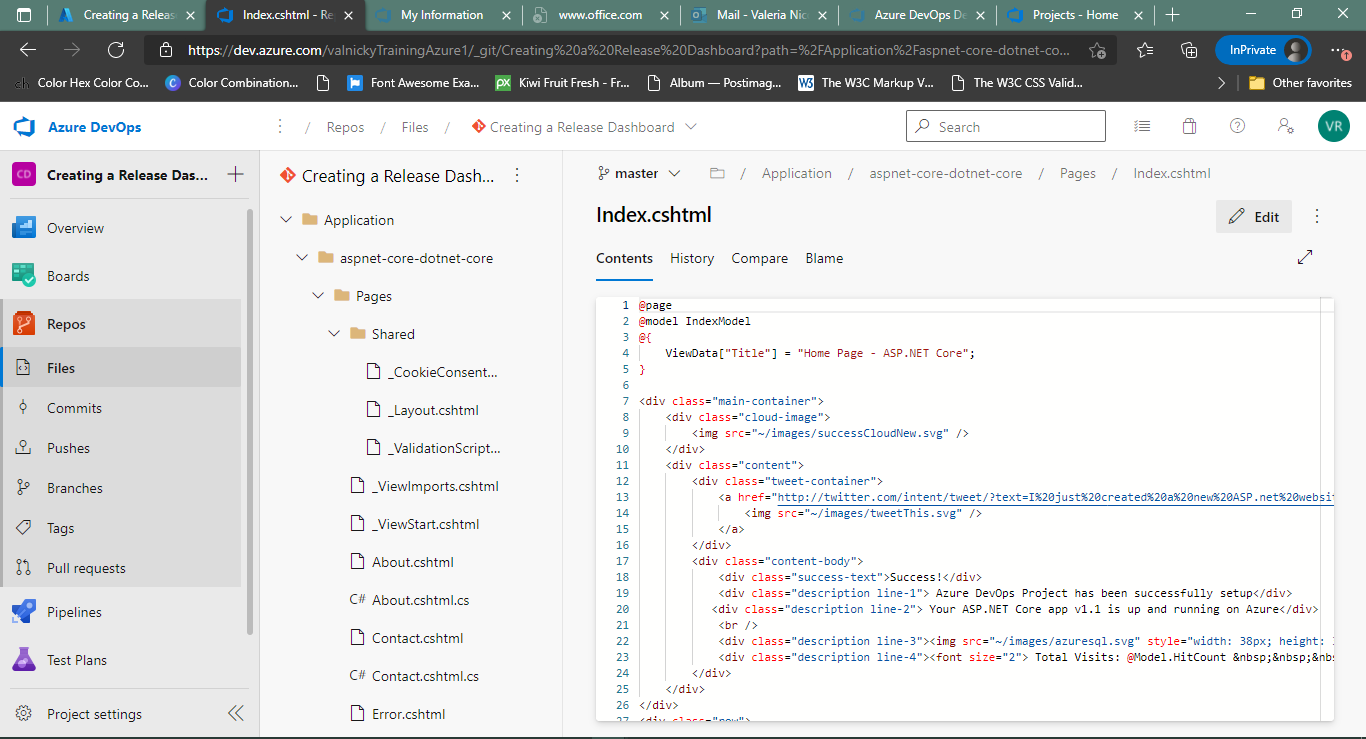 Creating a Releas
Index.cshtml - Re
My Information
www.office.com
Mail - Valeria Nic
Azure DevOps De
Projects - Home
https://dev.azure.com/valnickyTrainingAzure1/_git/Creating%20a%20Release%20Dashboard?path=%2FApplication%2Faspnet-core-dotnet-co...
InPrivate
ch Color Hex Color Co...
C Color Combination...
Font Awesome Exa...
px Kiwi Fruit Fresh - Fr...
Album — Postimag...
W3 The W3C Markup V...
The W3C CSS Valid...
Other favorites
Azure DevOps
/ Repos / Files / Creating a Release Dashboard
Search
VR
CD Creating a Release Das...
Overview
Boards
Repos
Files
Commits
Pushes
Branches
Tags
Pull requests
Pipelines
Test Plans
Project settings
Creating a Release Dash...
Application
aspnet-core-dotnet-core
Pages
Shared
_CookieConsent...
_Layout.cshtml
_ValidationScript...
_ViewImports.cshtml
_ViewStart.cshtml
About.cshtml
C# About.cshtml.cs
Contact.cshtml
C# Contact.cshtml.cs
Error.cshtml
master / Application / aspnet-core-dotnet-core / Pages / Index.cshtml
Index.cshtml
Edit
Contents History Compare Blame
1 @page
2 @model IndexModel
3 @{
4 ViewData["Title"] = "Home Page - ASP.NET Core";
5 }
6
7 <div class="main-container">
8 <div class="cloud-image">
9 <img src="~/images/successCloudNew.svg" />
10 </div>
11 <div class="content">
12 <div class="tweet-container">
13 <a href="http://twitter.com/intent/tweet/?text=I%20just%20created%20a%20new%20ASP.net%20websi
14 <img src="~/images/tweetThis.svg" />
15 </a>
16 </div>
17 <div class="content-body">
18 <div class="success-text">Success!</div>
19 <div class="description line-1"> Azure DevOps Project has been successfully setup</div>
20 <div class="description line-2"> Your ASP.NET Core app v1.1 is up and running on Azure</div>
21 <br />
22 <div class="description line-3"><img src="~/images/azuresql.svg" style="width: 38px; height:
23 <div class="description line-4"><font size="2"> Total Visits: @Model.HitCount &nbsp;&nbsp;&nb
24 </div>
25 </div>
26 </div>
27 <div class="row">